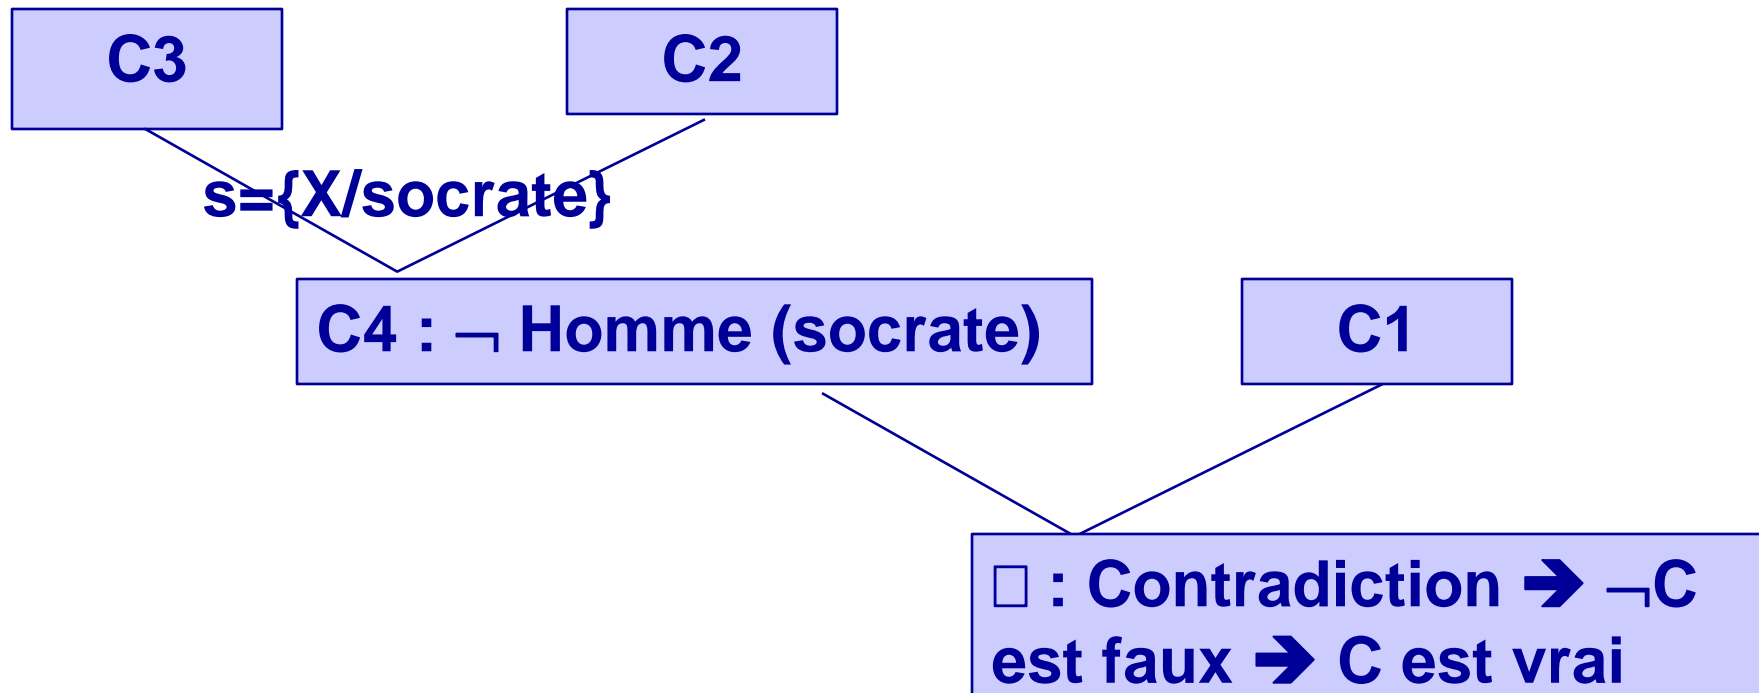 C3
C2
s={X/socrate}
C4 : ¬ Homme (socrate)
C1
□ : Contradiction ➔ ¬C
est faux ➔ C est vrai